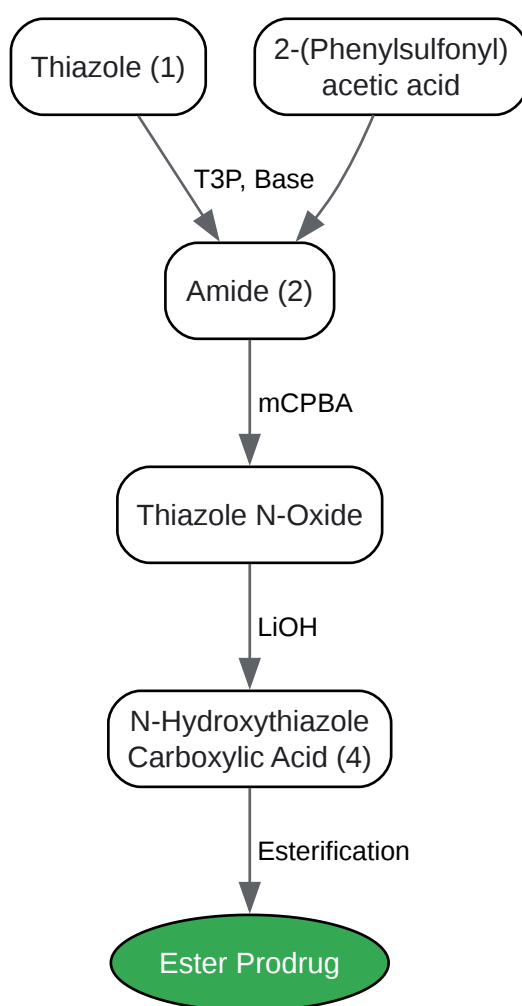 Thiazole (1)
2-(Phenylsulfonyl)
acetic acid
T3P, Base
Amide (2)
mCPBA
Thiazole N-Oxide
LiOH
N-Hydroxythiazole
Carboxylic Acid (4)
Esterification
Ester Prodrug